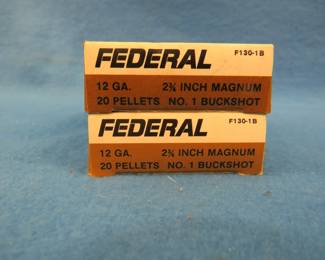 FEDERAL F130-1B
12 GA. 2¾ INCH MAGNUM
20 PELLETS NO. 1 BUCKSHOT
FEDERAL F130-1B
12 GA. 2¾ INCH MAGNUM
20 PELLETS NO. 1 BUCKSHOT